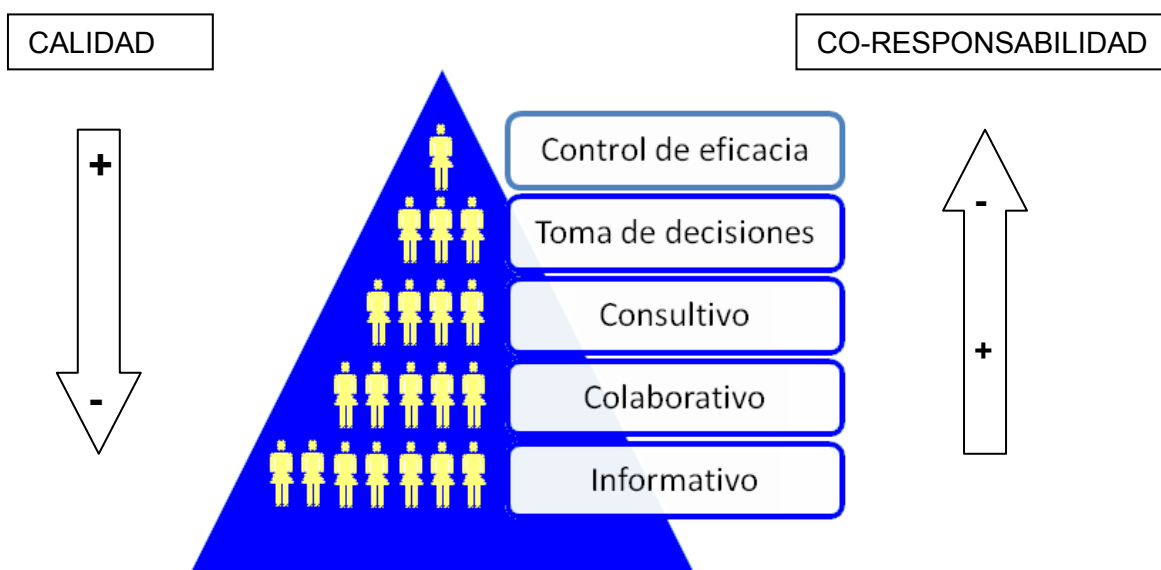 CALIDAD
CO-RESPONSABILIDAD
+
-
Control de eficacia
Toma de decisiones
Consultivo
Colaborativo
Informativo
-
+